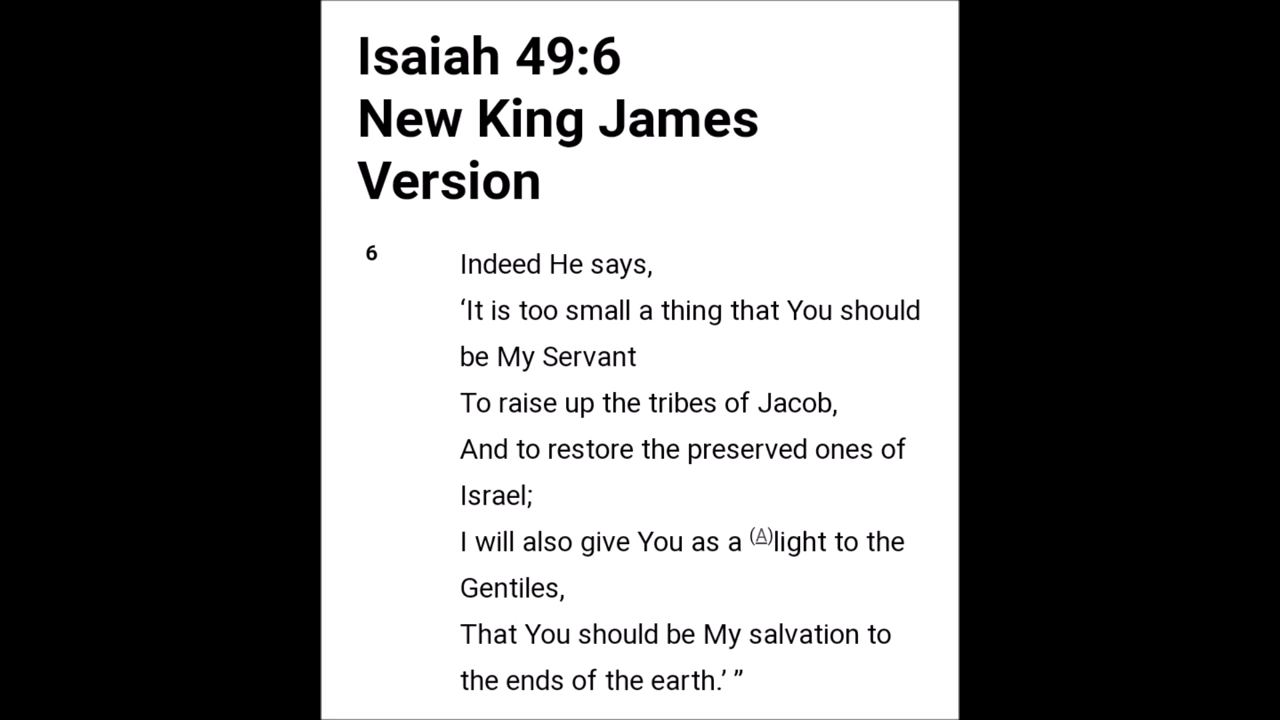 Isaiah 49:6
New King James
Version
6
Indeed He says,
‘It is too small a thing that You should
be My Servant
To raise up the tribes of Jacob,
And to restore the preserved ones of
Israel;
I will also give You as a (A)light to the
Gentiles,
That You should be My salvation to
the ends of the earth.’ ”